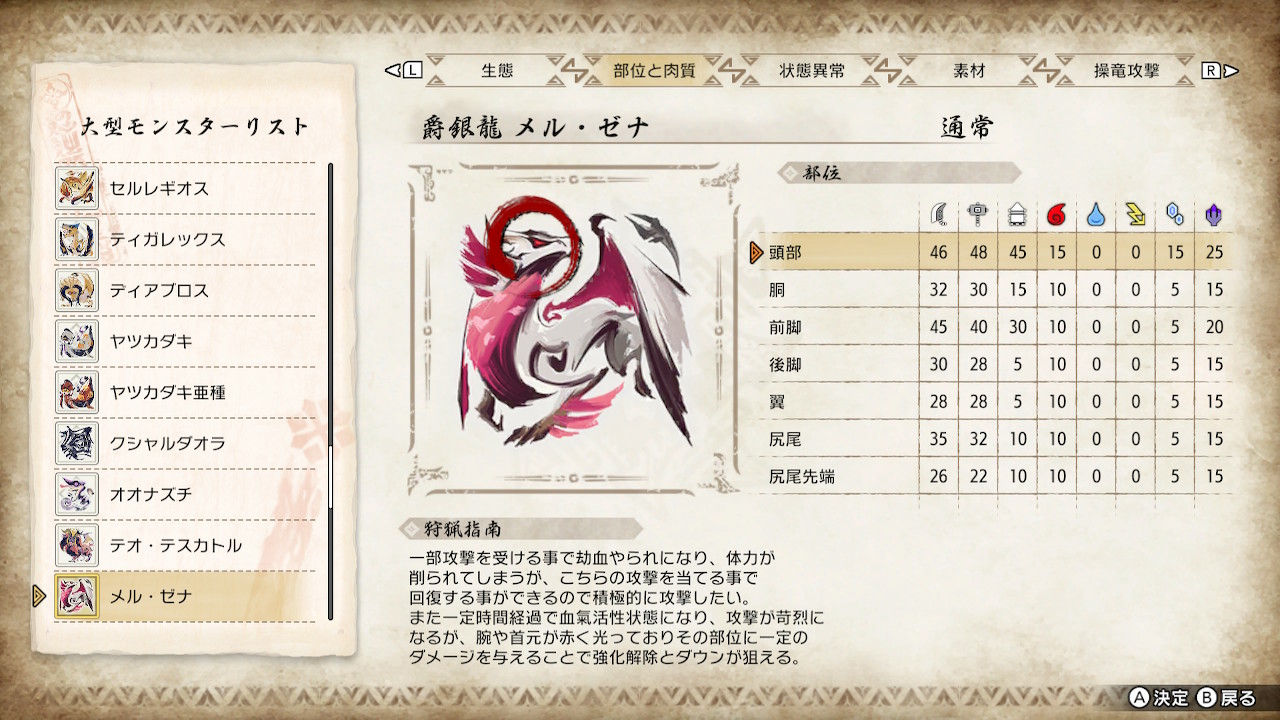 L 生態 部位と肉質 状態異常 素材 操竜攻撃 R
大型モンスターリスト
セルレギオス
ティガレックス
ディアブロス
ヤツカダキ
ヤツカダキ亜種
クシャルダオラ
オオナズチ
テオ・テスカトル
メル・ゼナ
爵銀龍 メル・ゼナ 通常
部位
頭部 46 48 45 15 0 0 15 25
胴 32 30 15 10 0 0 5 15
前脚 45 40 30 10 0 0 5 20
後脚 30 28 5 10 0 0 5 15
翼 28 28 5 10 0 0 5 15
尻尾 35 32 10 10 0 0 5 15
尻尾先端 26 22 10 10 0 0 5 15
狩猟指南
一部攻撃を受ける事で劫血やられになり、体力が
削られてしまうが、こちらの攻撃を当てる事で
回復する事ができるので積極的に攻撃したい。
また一定時間経過で血氣活性状態になり、攻撃が苛烈に
なるが、腕や首元が赤く光っておりその部位に一定の
ダメージを与えることで強化解除とダウンが狙える。
A 決定 B 戻る